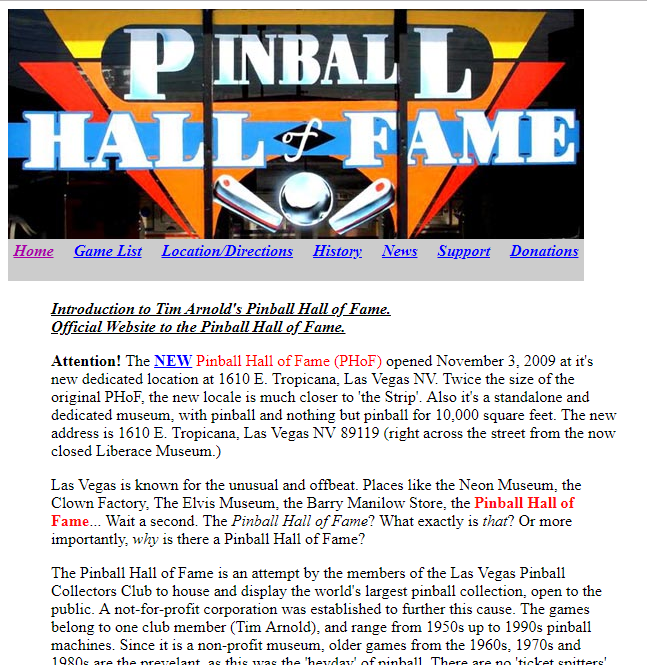 PINBALL
HALL of FAME
Home Game List Location/Directions History News Support Donations
Introduction to Tim Arnold's Pinball Hall of Fame.
Official Website to the Pinball Hall of Fame.
Attention! The NEW Pinball Hall of Fame (PHoF) opened November 3, 2009 at it's
new dedicated location at 1610 E. Tropicana, Las Vegas NV. Twice the size of the
original PHoF, the new locale is much closer to 'the Strip'. Also it's a standalone and
dedicated museum, with pinball and nothing but pinball for 10,000 square feet. The new
address is 1610 E. Tropicana, Las Vegas NV 89119 (right across the street from the now
closed Liberace Museum.)
Las Vegas is known for the unusual and offbeat. Places like the Neon Museum, the
Clown Factory, The Elvis Museum, the Barry Manilow Store, the Pinball Hall of
Fame... Wait a second. The Pinball Hall of Fame? What exactly is that? Or more
importantly, why is there a Pinball Hall of Fame?
The Pinball Hall of Fame is an attempt by the members of the Las Vegas Pinball
Collectors Club to house and display the world's largest pinball collection, open to the
public. A not-for-profit corporation was established to further this cause. The games
belong to one club member (Tim Arnold), and range from 1950s up to 1990s pinball
machines. Since it is a non-profit museum, older games from the 1960s, 1970s and
1980s are the prevelant, as this was the 'heyday' of pinball. There are no 'ticket spitters'